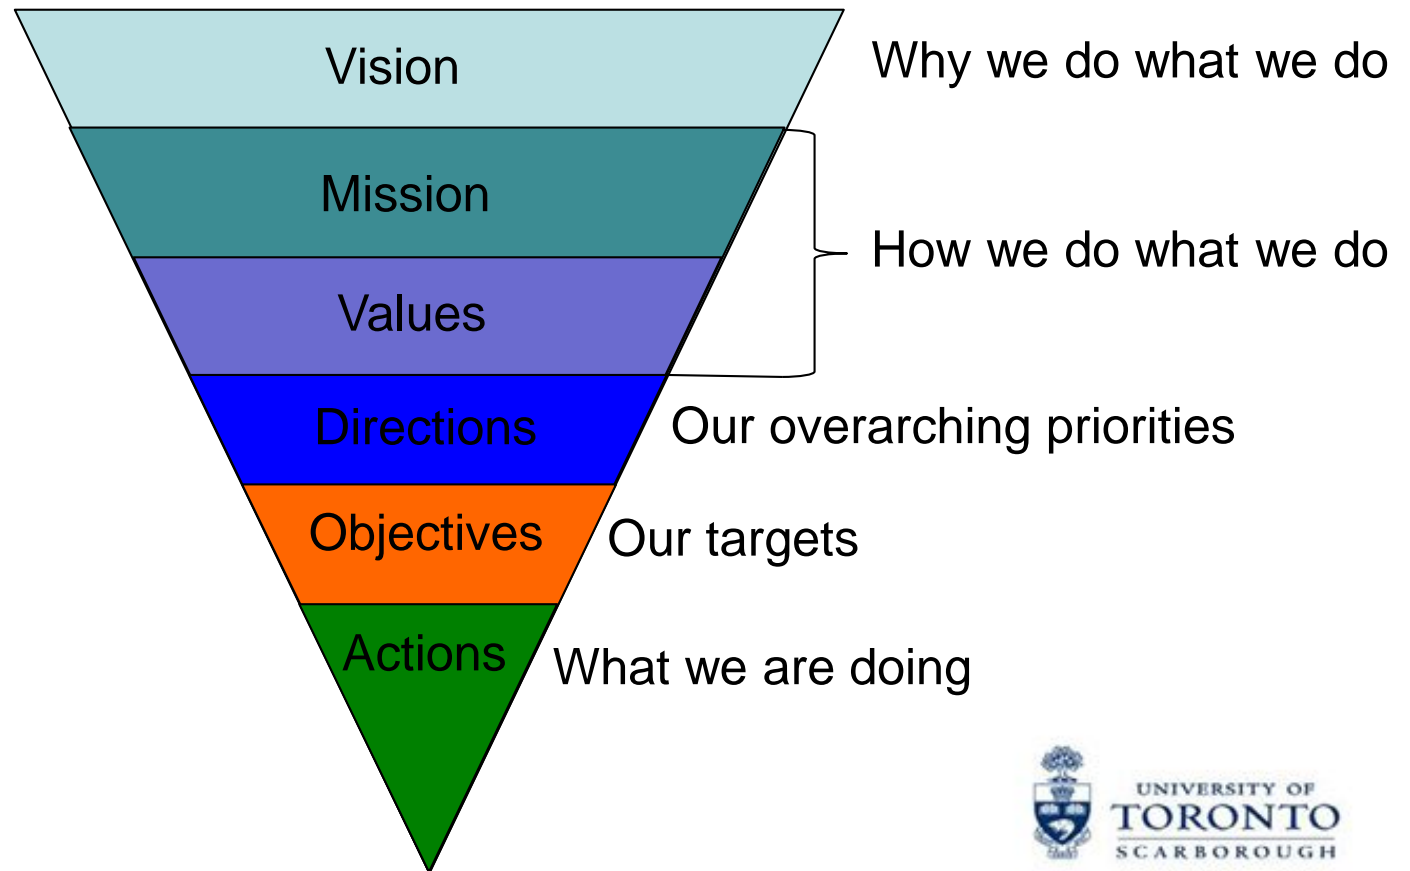 Vision
Why we do what we do
Mission
How we do what we do
Values
Directions
Our overarching priorities
Objectives
Our targets
Actions
What we are doing
UNIVERSITY OF
TORONTO
SCARBOROUGH